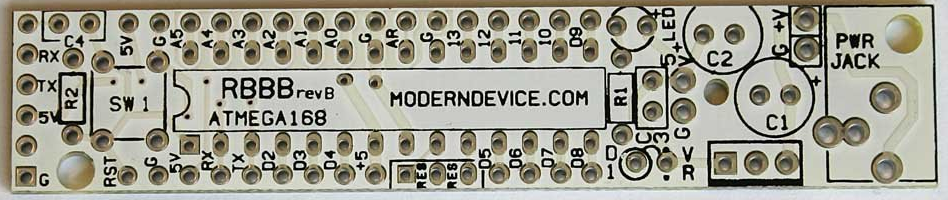 C4
5V
G
A5
A4
A3
A2
A1
A0
G
AR
G
13
12
11
10
D9
+
LED
+V
G
PWR
JACK
RX
TX
5V
G
R2
SW1
RBBB revB
ATMEGA168
MODERNDEVICE.COM
R1
5
V
G
C2
C1
+
RST
G
5V
RX
TX
D2
D3
D4
+5
RES
RES
D5
D6
D7
D8
D
1
C
3
V
R